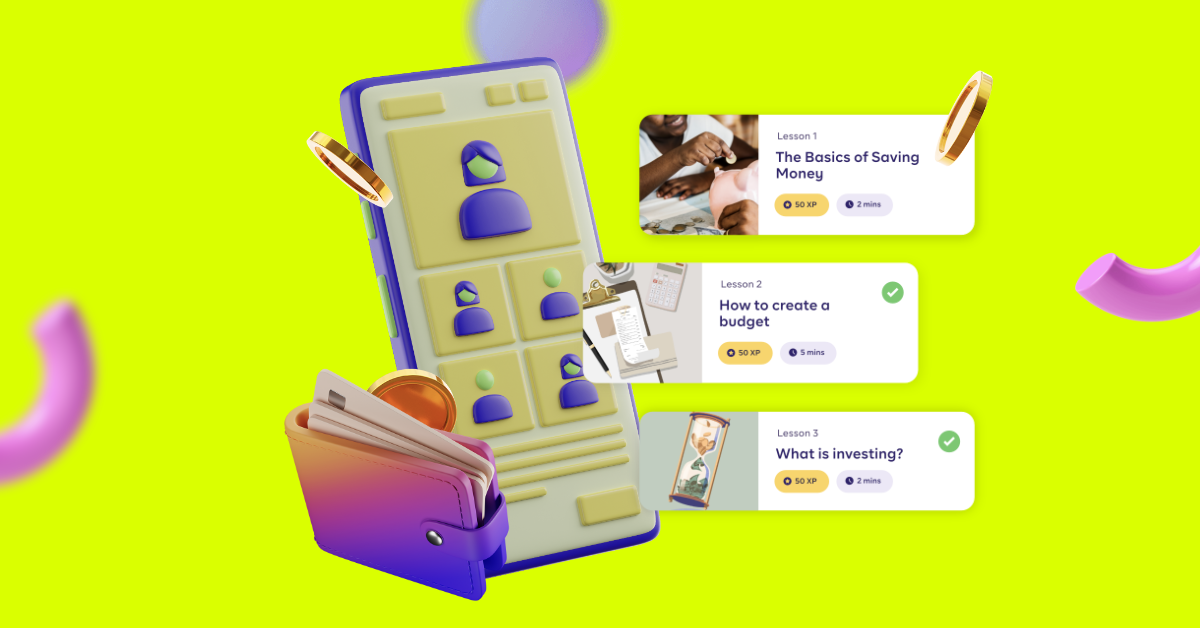 Lesson 1
The Basics of Saving
Money
50 XP
2 mins
Lesson 2
How to create a
budget
50 XP
5 mins
Lesson 3
What is investing?
50 XP
2 mins